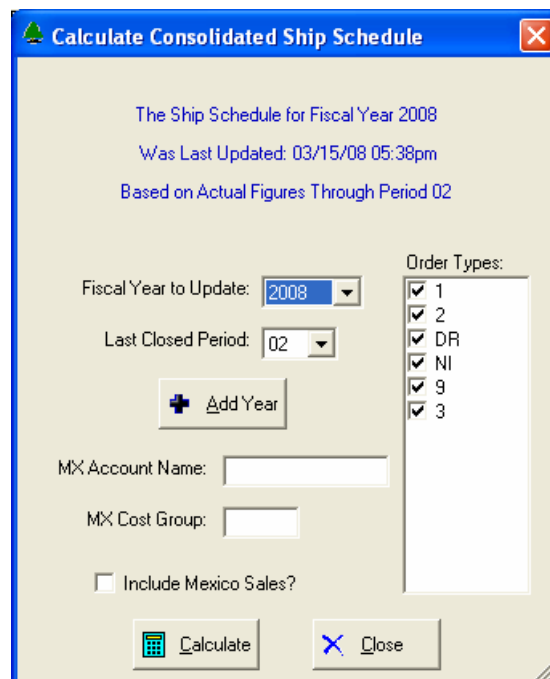 Calculate Consolidated Ship Schedule
The Ship Schedule for Fiscal Year 2008
Was Last Updated: 03/15/08 05:38pm
Based on Actual Figures Through Period 02
Fiscal Year to Update: 2008
Last Closed Period: 02
Add Year
MX Account Name:
MX Cost Group:
Include Mexico Sales?
Order Types:
1
2
DR
NI
9
3
Calculate
Close